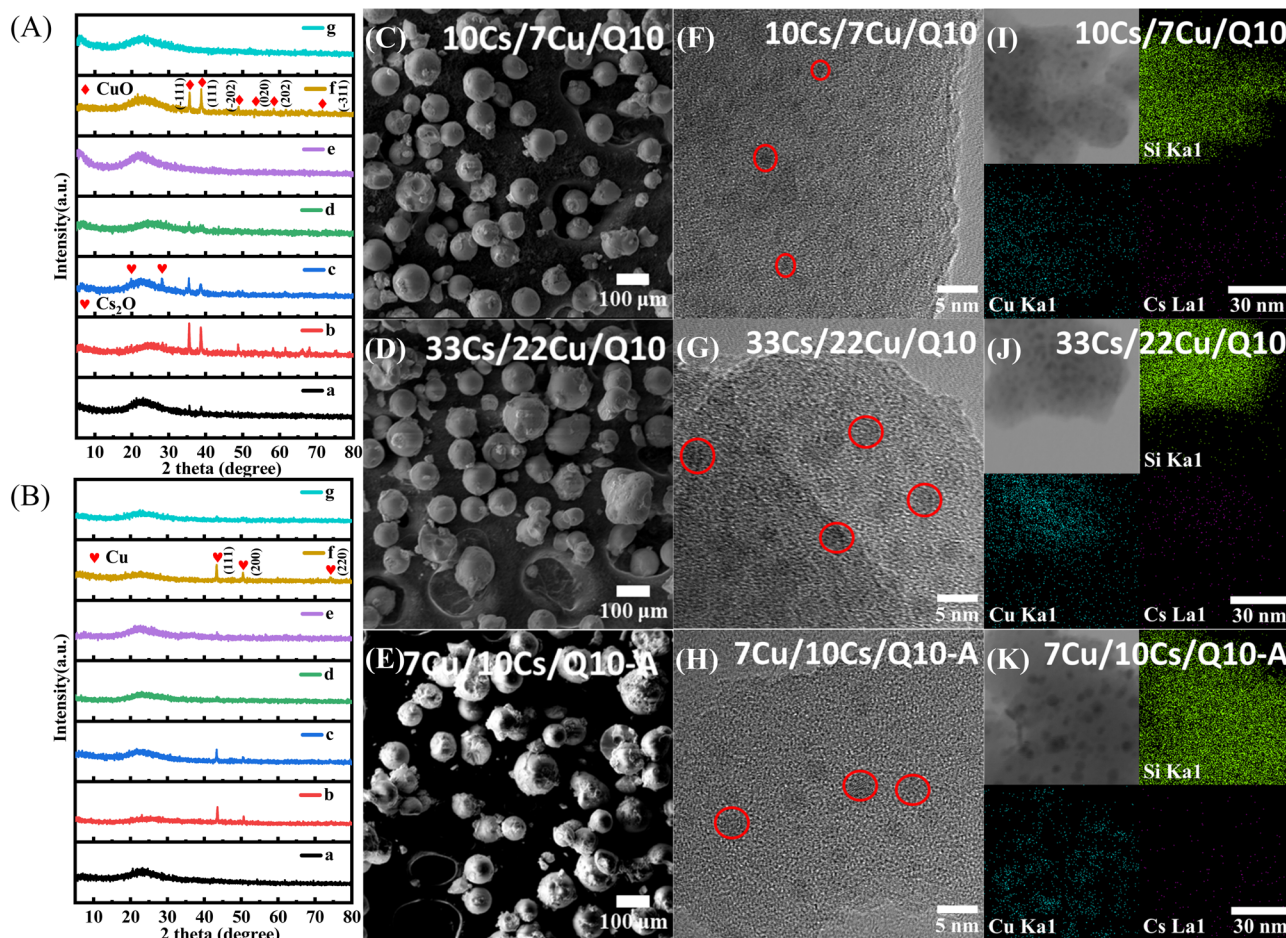 (A)
g
CuO
f
(-111)
(111)
(-202)
(020)
(202)
(-311)
e
d
c
Cs₂O
b
a
10 20 30 40 50 60 70 80
2 theta (degree)
Intensity(a.u.)
(B)
g
Cu
f
(111)
(200)
(220)
e
d
c
b
a
10 20 30 40 50 60 70 80
2 theta (degree)
Intensity(a.u.)
(C) 10Cs/7Cu/Q10
100 μm
(D) 33Cs/22Cu/Q10
100 μm
(E) 7Cu/10Cs/Q10-A
100 μm
(F) 10Cs/7Cu/Q10
5 nm
(G) 33Cs/22Cu/Q10
5 nm
(H) 7Cu/10Cs/Q10-A
5 nm
(I) 10Cs/7Cu/Q10
Si Ka1
Cu Ka1
Cs La1
30 nm
(J) 33Cs/22Cu/Q10
Si Ka1
Cu Ka1
Cs La1
30 nm
(K) 7Cu/10Cs/Q10-A
Si Ka1
Cu Ka1
Cs La1
30 nm